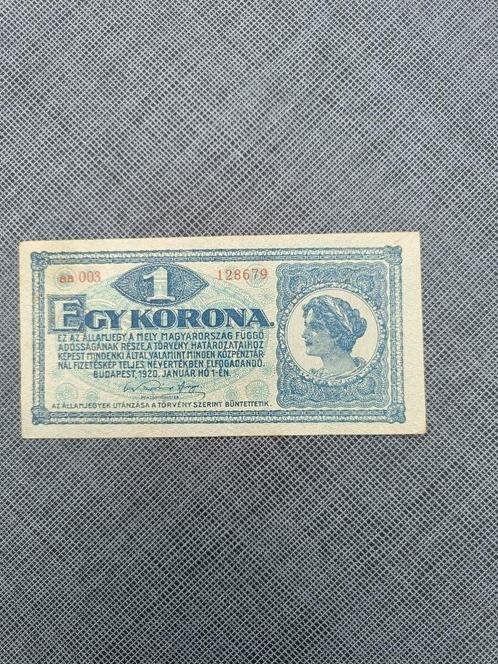 aa 003 1 128679
EGY KORONA.
EZ AZ ÁLLAMJEGY A MELY MAGYARORSZÁG FÜGGŐ
ADÓSSÁGÁNAK RÉSZE, A TÖRVÉNY HATÁROZATAIHOZ
KÉPEST MINDENKI ÁLTAL, VALAMINT MINDEN KÖZPÉNZTÁR-
NÁL FIZETÉSKÉP TELJES NÉVÉRTÉKBEN ELFOGADANDÓ.
BUDAPEST, 1920. JANUÁR HÓ 1-ÉN.
PÉNZÜGYMINISTER
AZ ÁLLAMJEGYEK UTÁNZÁSA A TÖRVÉNY SZERINT BÜNTETTETIK.